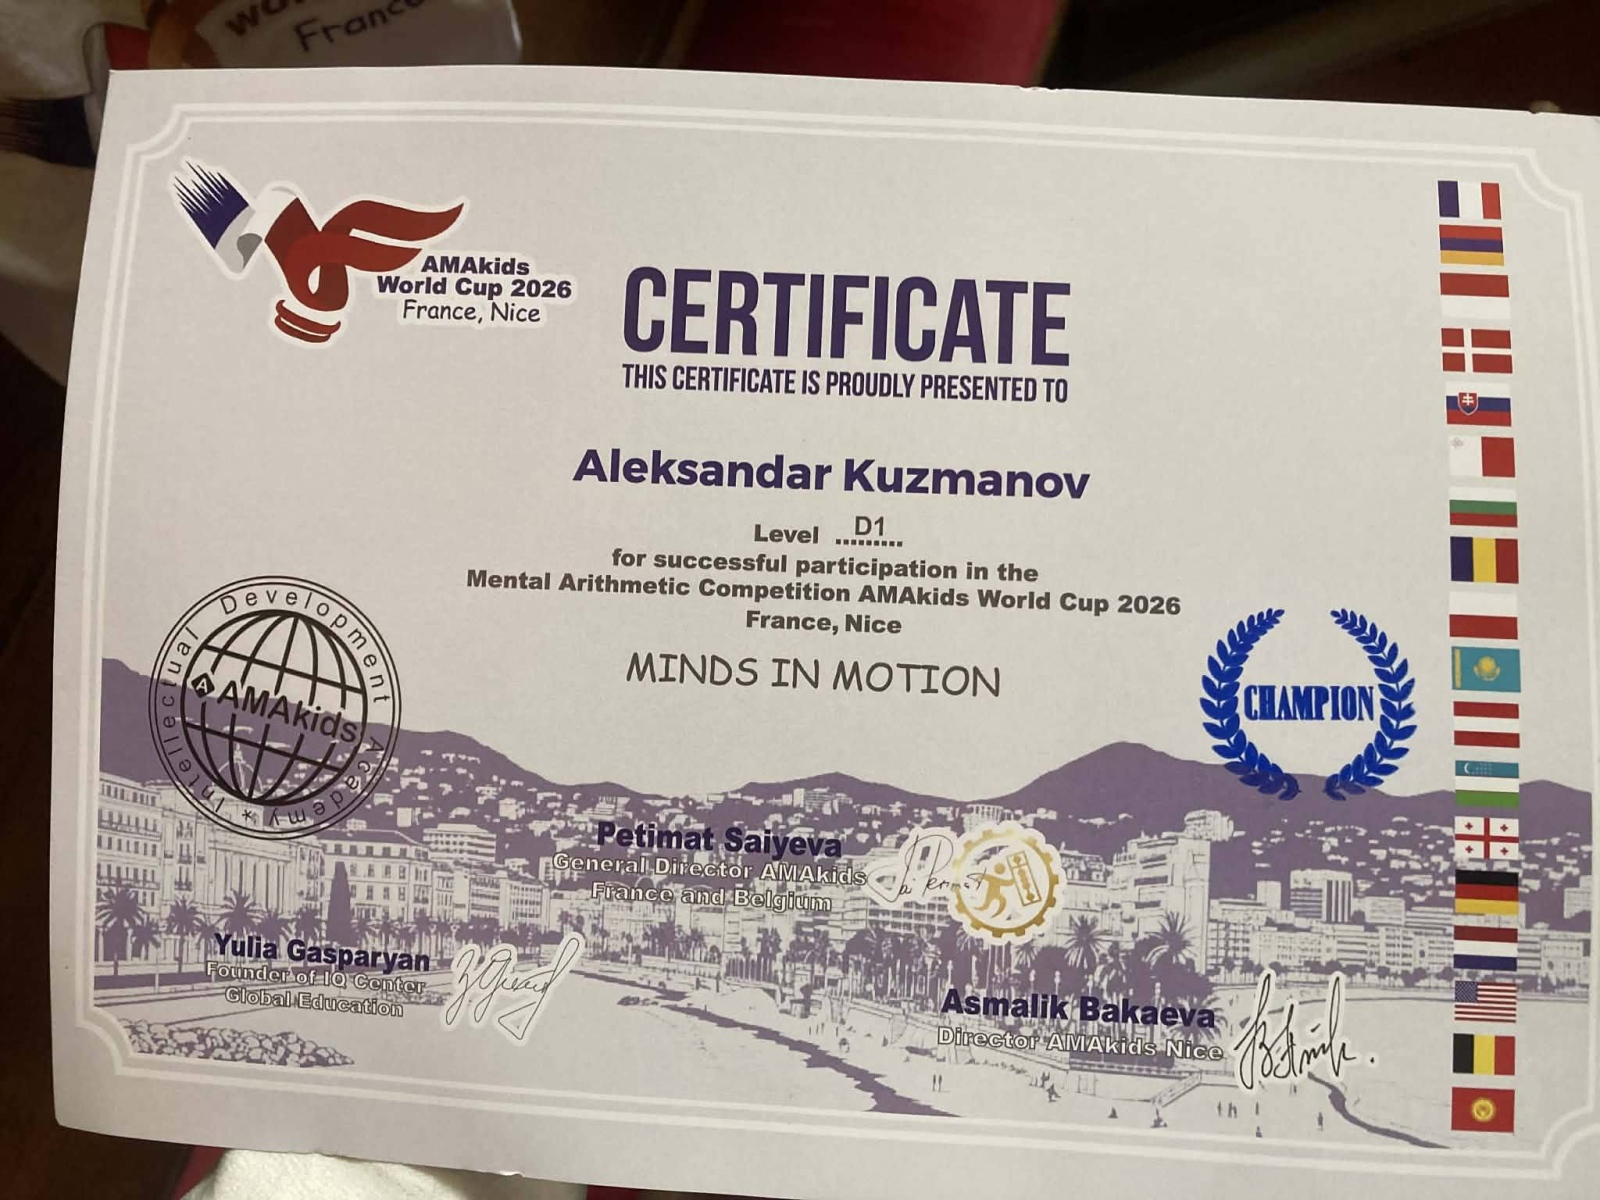 France
AMAkids
World Cup 2026
France, Nice
CERTIFICATE
THIS CERTIFICATE IS PROUDLY PRESENTED TO
Aleksandar Kuzmanov
Level D1
for successful participation in the
Mental Arithmetic Competition AMAkids World Cup 2026
France, Nice
MINDS IN MOTION
CHAMPION
Intellectual Development Academy *
AMAkids
Petimat Saiyeva
General Director AMAkids
France and Belgium
Yulia Gasparyan
Founder of IQ Center
Global Education
Asmalik Bakaeva
Director AMAkids Nice